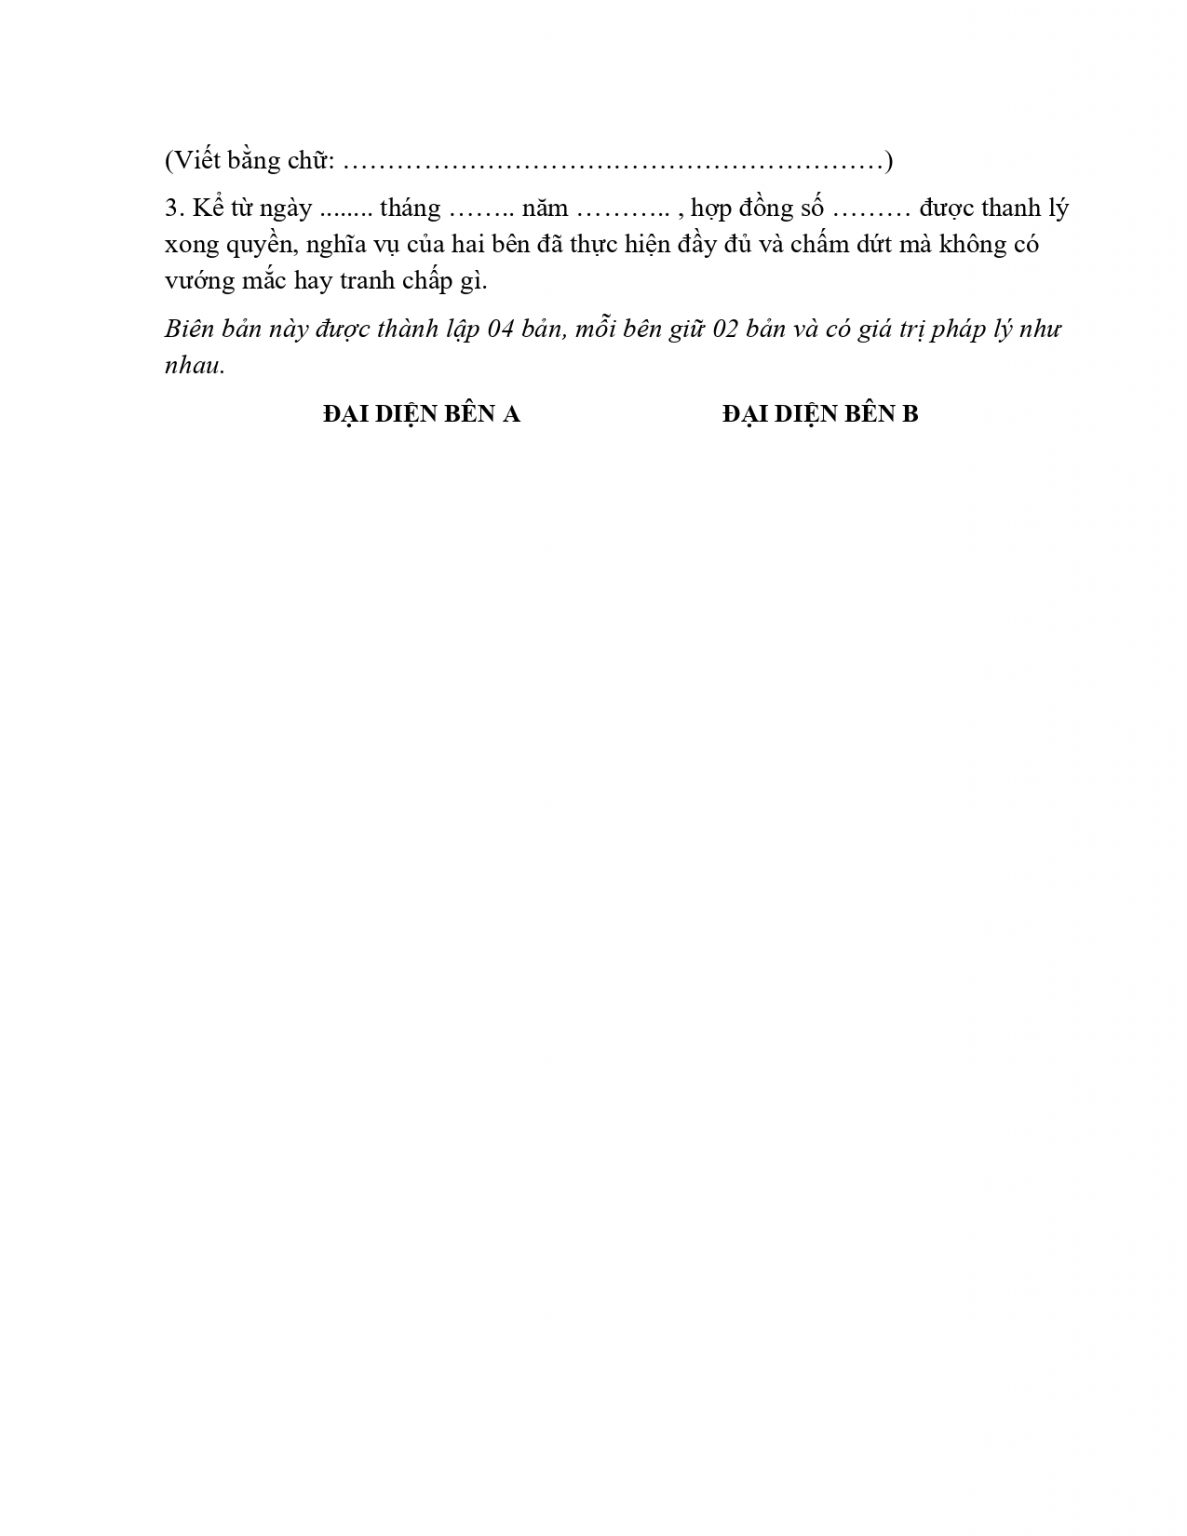 (Viết bằng chữ: ……………………………………………………)
3. Kể từ ngày ........ tháng …….. năm ……….. , hợp đồng số ……… được thanh lý
xong quyền, nghĩa vụ của hai bên đã thực hiện đầy đủ và chấm dứt mà không có
vướng mắc hay tranh chấp gì.
Biên bản này được thành lập 04 bản, mỗi bên giữ 02 bản và có giá trị pháp lý như
nhau.
ĐẠI DIỆN BÊN A ĐẠI DIỆN BÊN B